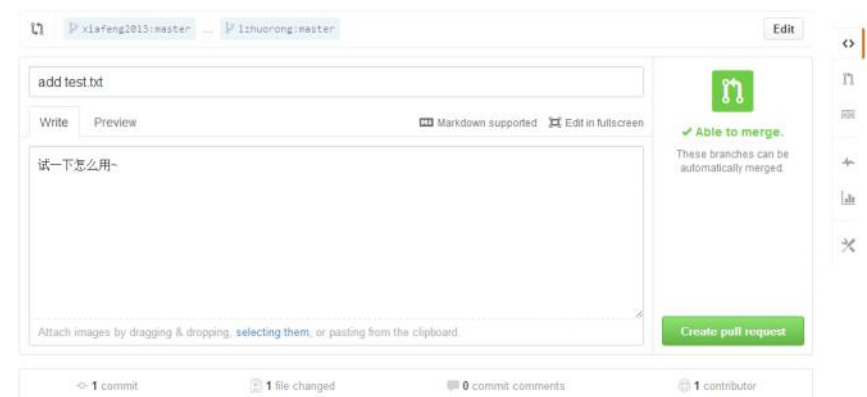 xiafeng2013:master ... lzhuorong:master Edit
add test.txt
Write Preview Markdown supported Edit in fullscreen
✔ Able to merge.
These branches can be
automatically merged.
试一下怎么用~
Attach images by dragging & dropping, selecting them, or pasting from the clipboard.
Create pull request
1 commit 1 file changed 0 commit comments 1 contributor